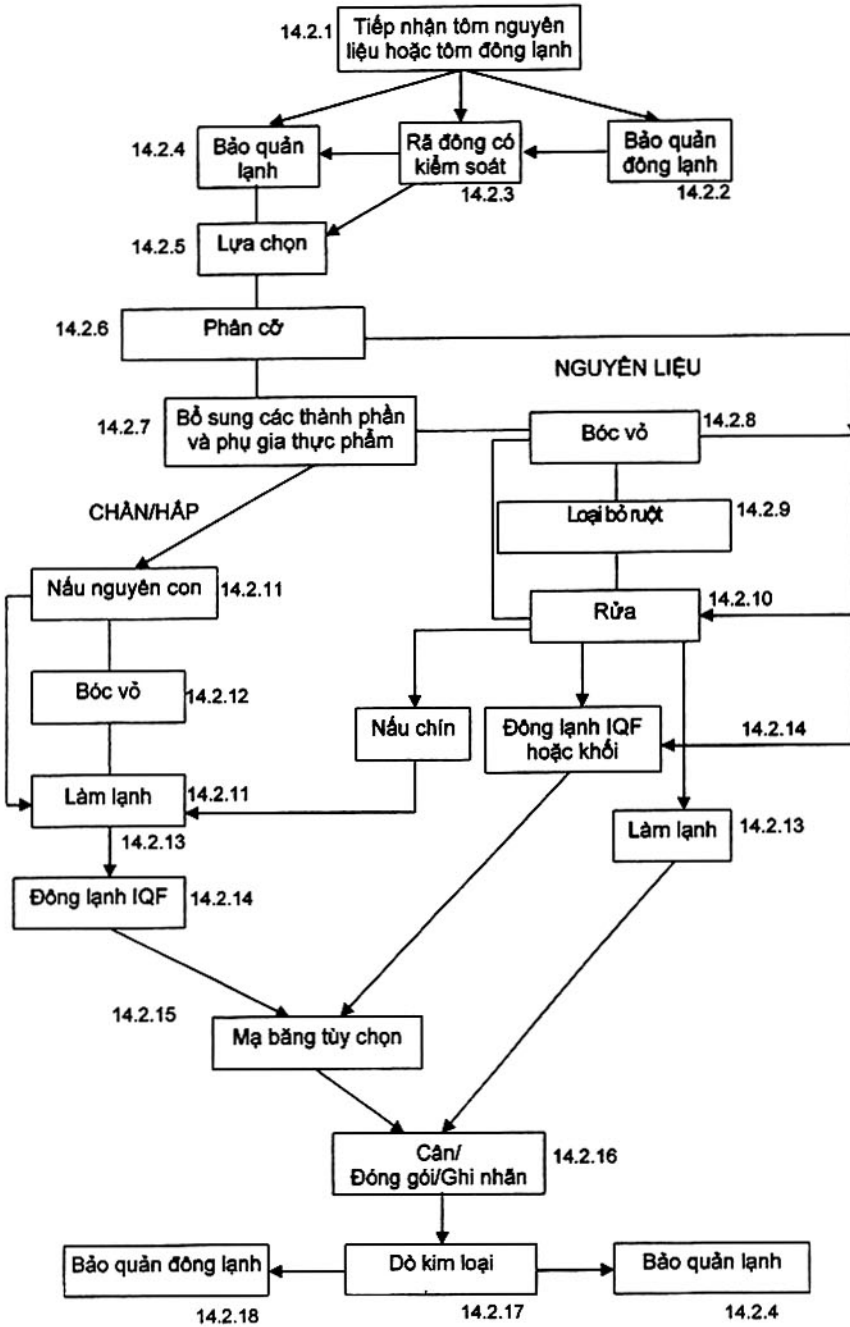 14.2.1
Tiếp nhận tôm nguyên
liệu hoặc tôm đông lạnh
14.2.4
Bảo quản
lạnh
Rã đông có
kiểm soát
14.2.3
Bảo quản
đông lạnh
14.2.2
14.2.5
Lựa chọn
14.2.6
Phân cỡ
NGUYÊN LIỆU
14.2.7
Bổ sung các thành phần
và phụ gia thực phẩm
Bóc vỏ
14.2.8
CHẦN/HẤP
Loại bỏ ruột
14.2.9
Nấu nguyên con
14.2.11
Rửa
14.2.10
Bóc vỏ
14.2.12
Nấu chín
Đông lạnh IQF
hoặc khối
14.2.14
Làm lạnh
14.2.11
14.2.13
Làm lạnh
14.2.13
Đông lạnh IQF
14.2.14
14.2.15
Mạ băng tùy chọn
Cân/
Đóng gói/Ghi nhãn
14.2.16
Bảo quản đông lạnh
14.2.18
Dò kim loại
14.2.17
Bảo quản lạnh
14.2.4